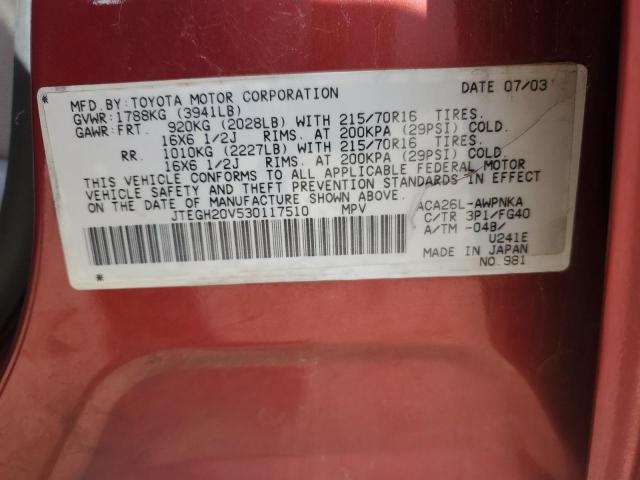 MFD.BY:TOYOTA MOTOR CORPORATION DATE 07/03
GVWR:1788KG (3941LB)
GAWR:FRT. 920KG (2028LB) WITH 215/70R16 TIRES.
16X6 1/2J RIMS.AT 200KPA (29PSI) COLD.
RR. 1010KG (2227LB) WITH 215/70R16 TIRES.
16X6 1/2J RIMS.AT 200KPA (29PSI) COLD.
THIS VEHICLE CONFORMS TO ALL APPLICABLE FEDERAL MOTOR
VEHICLE SAFETY AND THEFT PREVENTION STANDARDS IN EFFECT
ON THE DATE OF MANUFACTURE SHOWN ABOVE.
JTEGH20V530117510 MPV ACA26L-AWPNKA
C/TR 3P1/FG40
A/TM -04B/
U241E
MADE IN JAPAN
NO.981